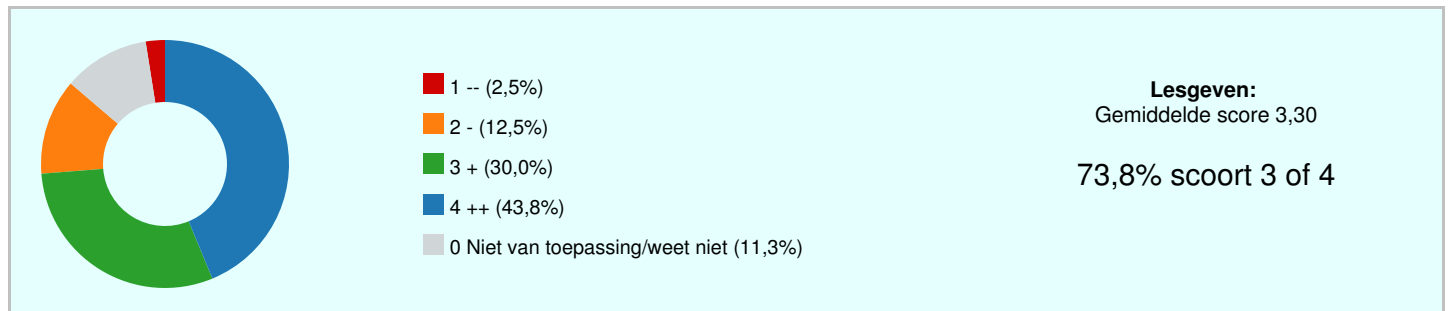 1 -- (2,5%)
2 - (12,5%)
3 + (30,0%)
4 ++ (43,8%)
0 Niet van toepassing/weet niet (11,3%)
Lesgeven:
Gemiddelde score 3,30
73,8% scoort 3 of 4